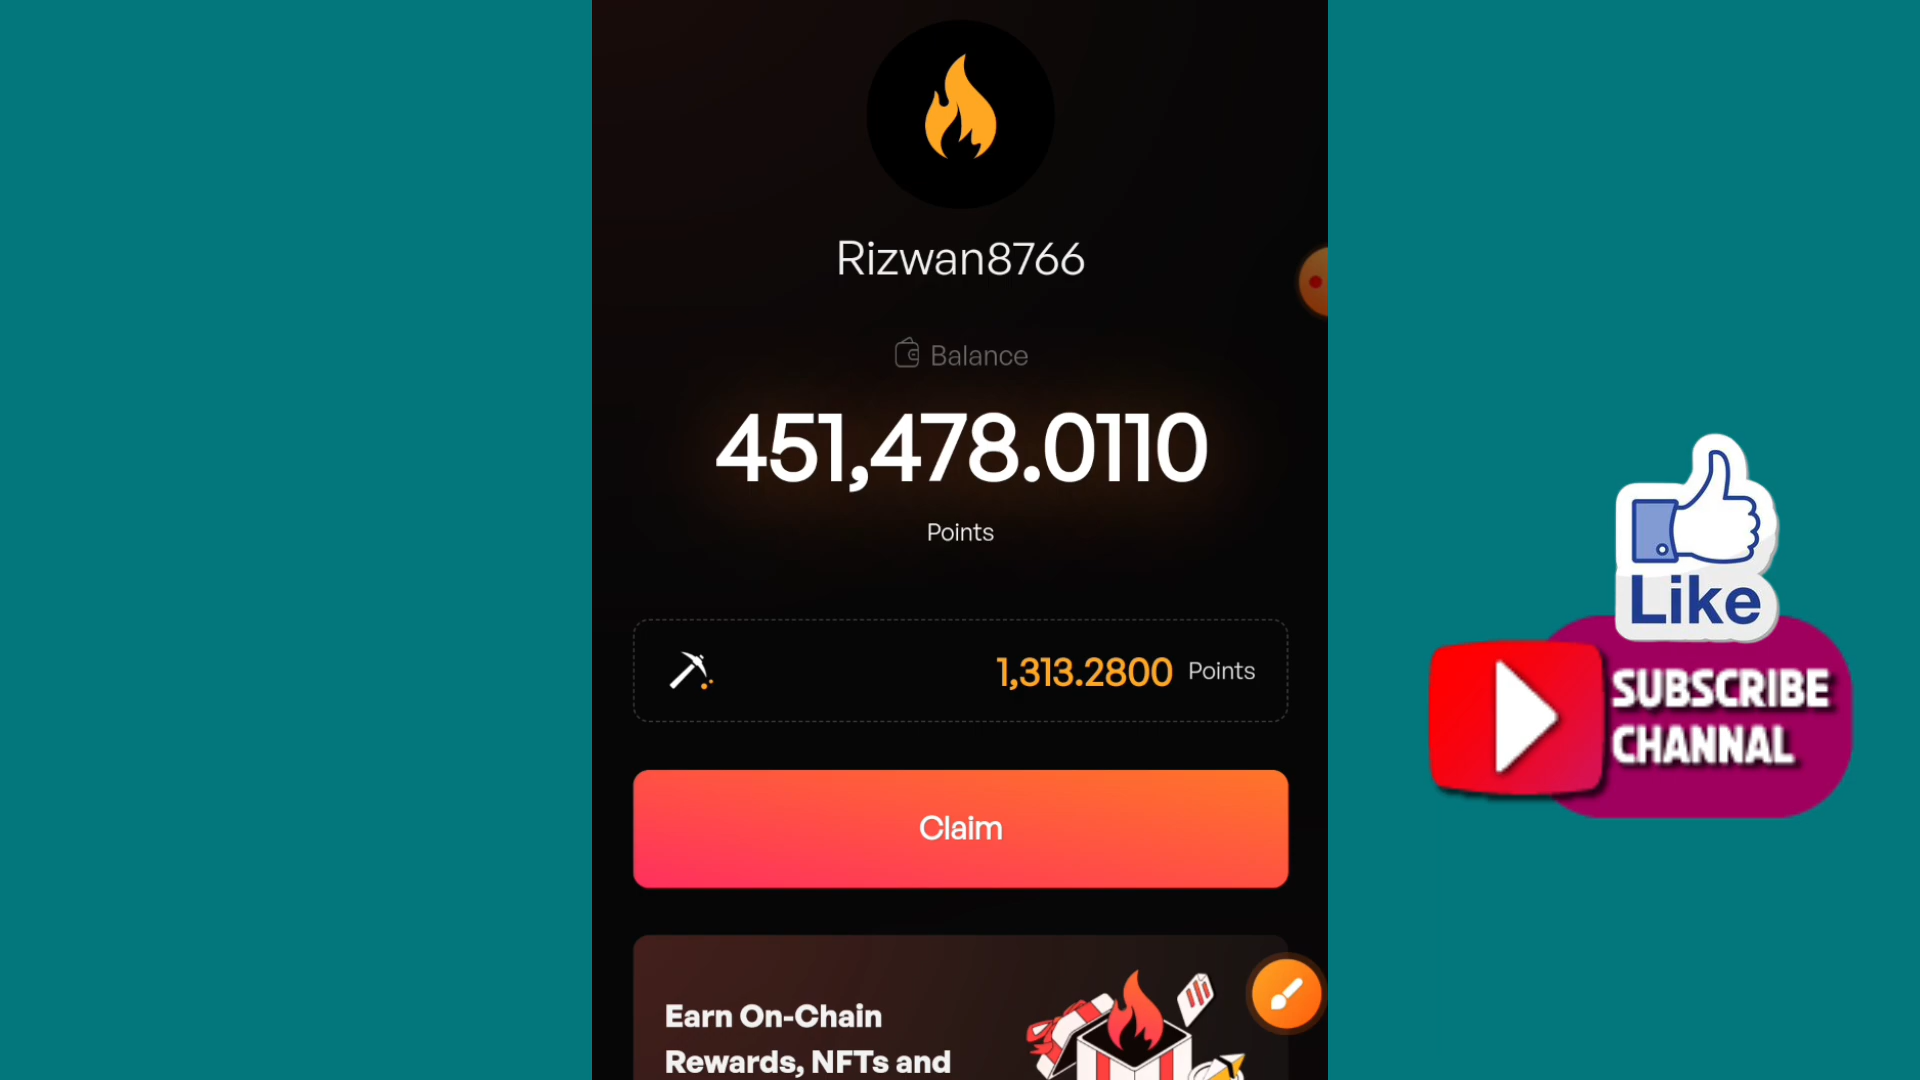 Rizwan8766
Balance
451,478.0110
Points
1,313.2800 Points
Claim
Earn On-Chain
Rewards, NFTs and
Like
SUBSCRIBE
CHANNAL